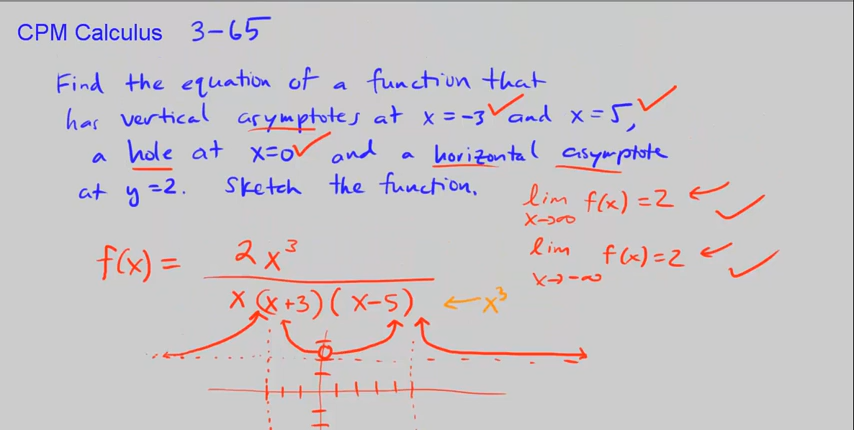 CPM Calculus 3-65
Find the equation of a function that
has vertical asymptotes at x=-3 and x=5,
a hole at x=0 and a horizontal asymptote
at y=2. Sketch the function.
lim x→∞ f(x)=2
lim x→-∞ f(x)=2
f(x) = 2x³
x(x+3)(x-5) ← x³